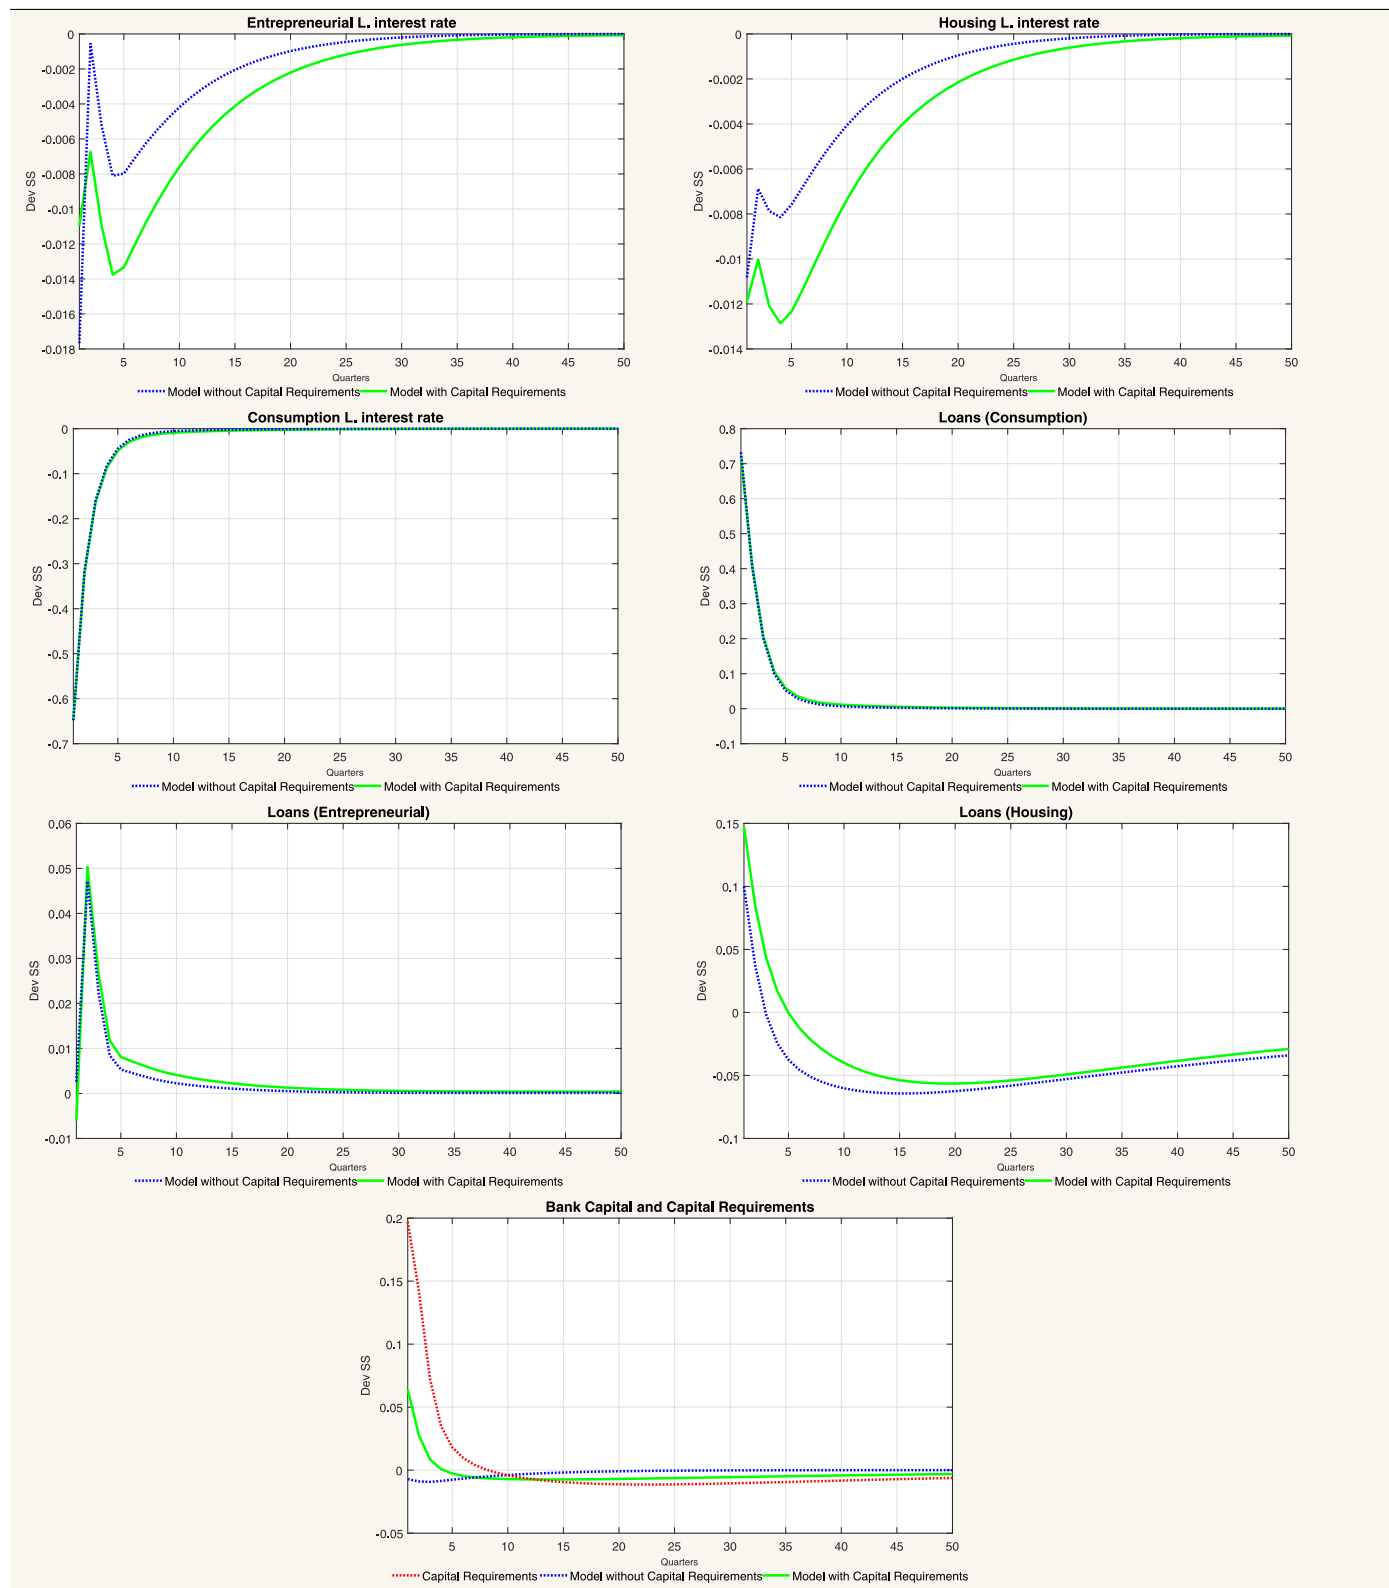 Entrepreneurial L. interest rate
0
-0.002
-0.004
-0.006
-0.008
-0.01
-0.012
-0.014
-0.016
-0.018
Dev SS
5 10 15 20 25 30 35 40 45 50
Quarters
Model without Capital Requirements Model with Capital Requirements
Housing L. interest rate
0
-0.002
-0.004
-0.006
-0.008
-0.01
-0.012
-0.014
Dev SS
5 10 15 20 25 30 35 40 45 50
Quarters
Model without Capital Requirements Model with Capital Requirements
Consumption L. interest rate
0
-0.1
-0.2
-0.3
-0.4
-0.5
-0.6
-0.7
Dev SS
5 10 15 20 25 30 35 40 45 50
Quarters
Model without Capital Requirements Model with Capital Requirements
Loans (Consumption)
0.8
0.7
0.6
0.5
0.4
0.3
0.2
0.1
0
-0.1
Dev SS
5 10 15 20 25 30 35 40 45 50
Quarters
Model without Capital Requirements Model with Capital Requirements
Loans (Entrepreneurial)
0.06
0.05
0.04
0.03
0.02
0.01
0
-0.01
Dev SS
5 10 15 20 25 30 35 40 45 50
Quarters
Model without Capital Requirements Model with Capital Requirements
Loans (Housing)
0.15
0.1
0.05
0
-0.05
-0.1
Dev SS
5 10 15 20 25 30 35 40 45 50
Quarters
Model without Capital Requirements Model with Capital Requirements
Bank Capital and Capital Requirements
0.2
0.15
0.1
0.05
0
-0.05
Dev SS
5 10 15 20 25 30 35 40 45 50
Quarters
Capital Requirements Model without Capital Requirements Model with Capital Requirements